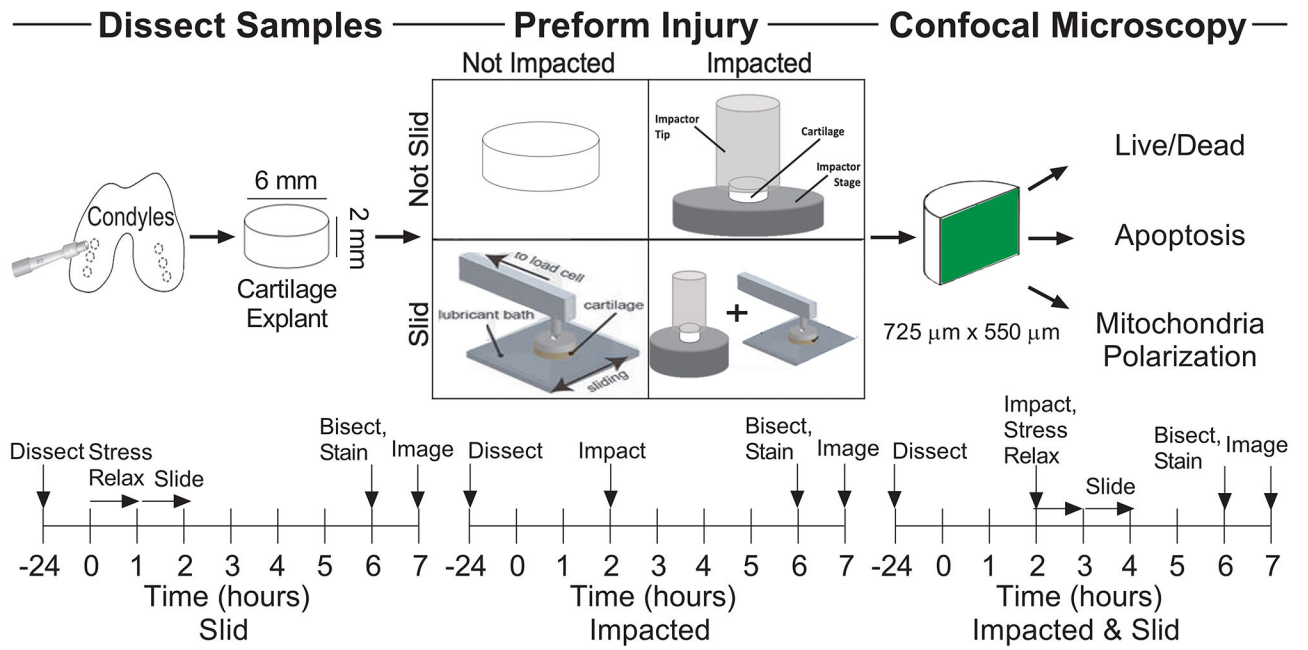 Dissect Samples
Preform Injury
Confocal Microscopy
Not Impacted
Impacted
Not Slid
Slid
Condyles
6 mm
2 mm
Cartilage
Explant
Impactor
Tip
Cartilage
Impactor
Stage
to load cell
lubricant bath
cartilage
sliding
+
725 μm x 550 μm
Live/Dead
Apoptosis
Mitochondria
Polarization
Dissect
Stress
Relax
Slide
Bisect,
Stain
Image
-24 0 1 2 3 4 5 6 7
Time (hours)
Slid
Dissect
Impact
Bisect,
Stain
Image
-24 0 1 2 3 4 5 6 7
Time (hours)
Impacted
Dissect
Impact,
Stress
Relax
Slide
Bisect,
Stain
Image
-24 0 1 2 3 4 5 6 7
Time (hours)
Impacted & Slid